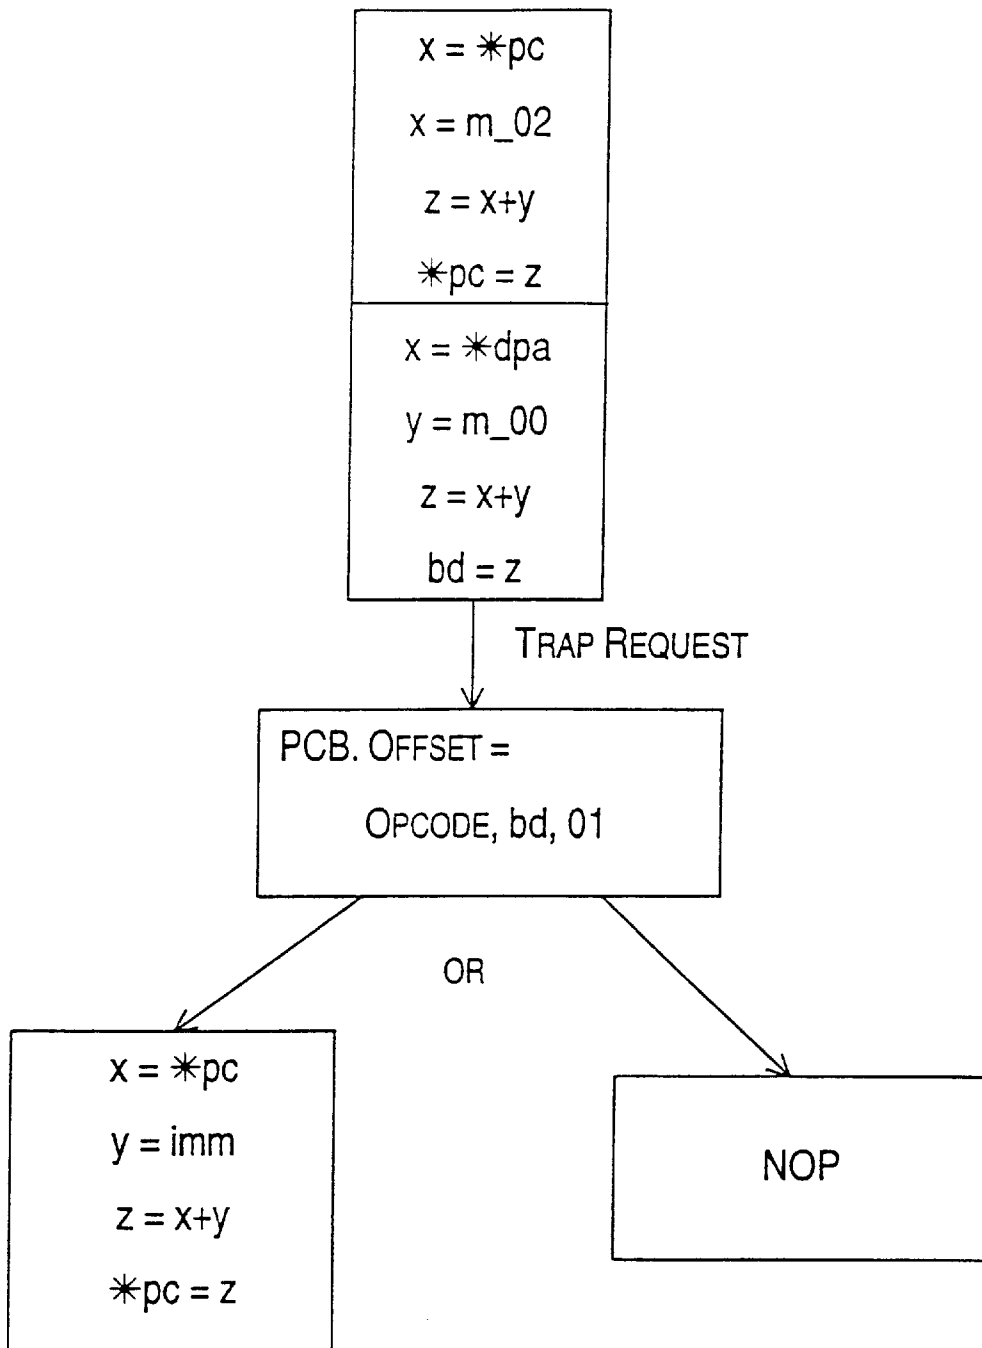 x = *pc
x = m_02
z = x+y
*pc = z
x = *dpa
y = m_00
z = x+y
bd = z
TRAP REQUEST
PCB. OFFSET =
OPCODE, bd, 01
OR
x = *pc
y = imm
z = x+y
*pc = z
NOP